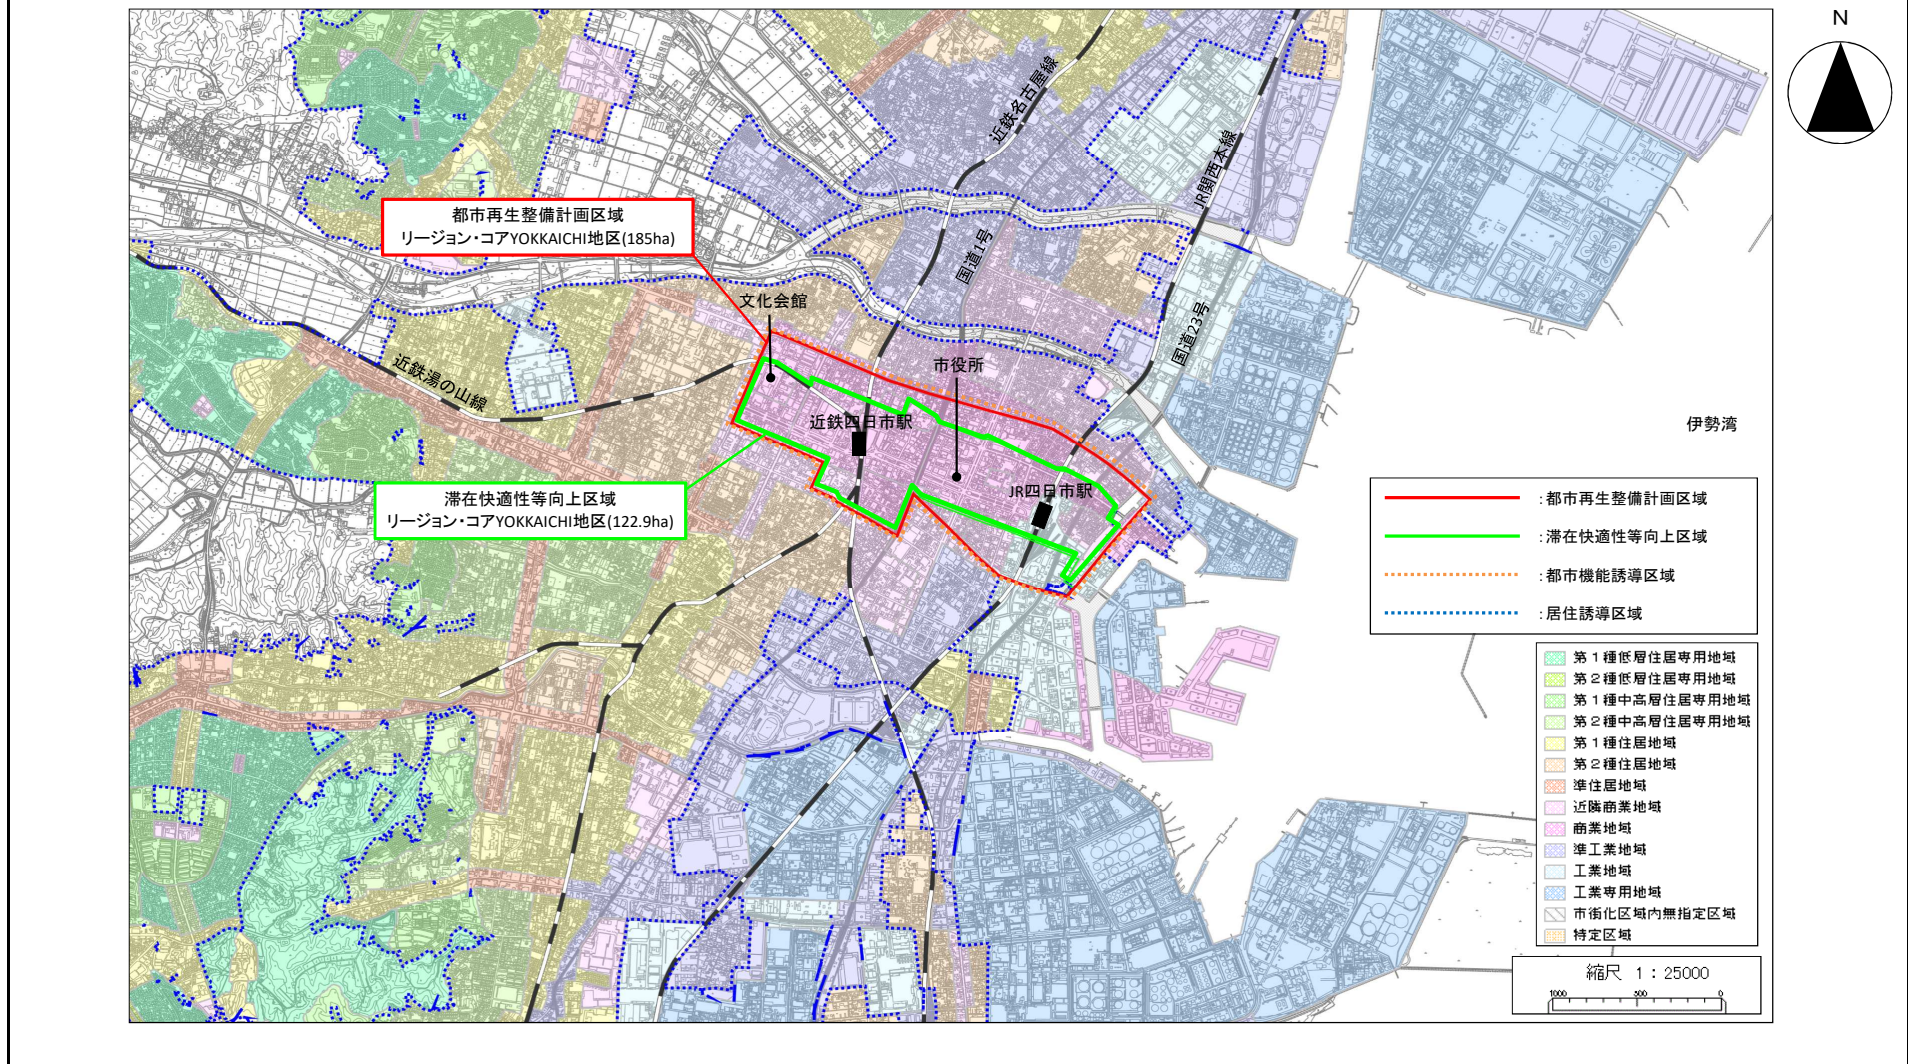 N
近鉄名古屋線
JR関西本線
都市再生整備計画区域
リージョン・コアYOKKAICHI地区(185ha)
国道1号
文化会館
国道23号
近鉄湯の山線
市役所
近鉄四日市駅
伊勢湾
滞在快適性等向上区域
リージョン・コアYOKKAICHI地区(122.9ha)
JR四日市駅
:都市再生整備計画区域
:滞在快適性等向上区域
:都市機能誘導区域
:居住誘導区域
第1種低層住居専用地域
第2種低層住居専用地域
第1種中高層住居専用地域
第2種中高層住居専用地域
第1種住居地域
第2種住居地域
準住居地域
近隣商業地域
商業地域
準工業地域
工業地域
工業専用地域
市街化区域内無指定区域
特定区域
縮尺 1:25000
1000 500 0